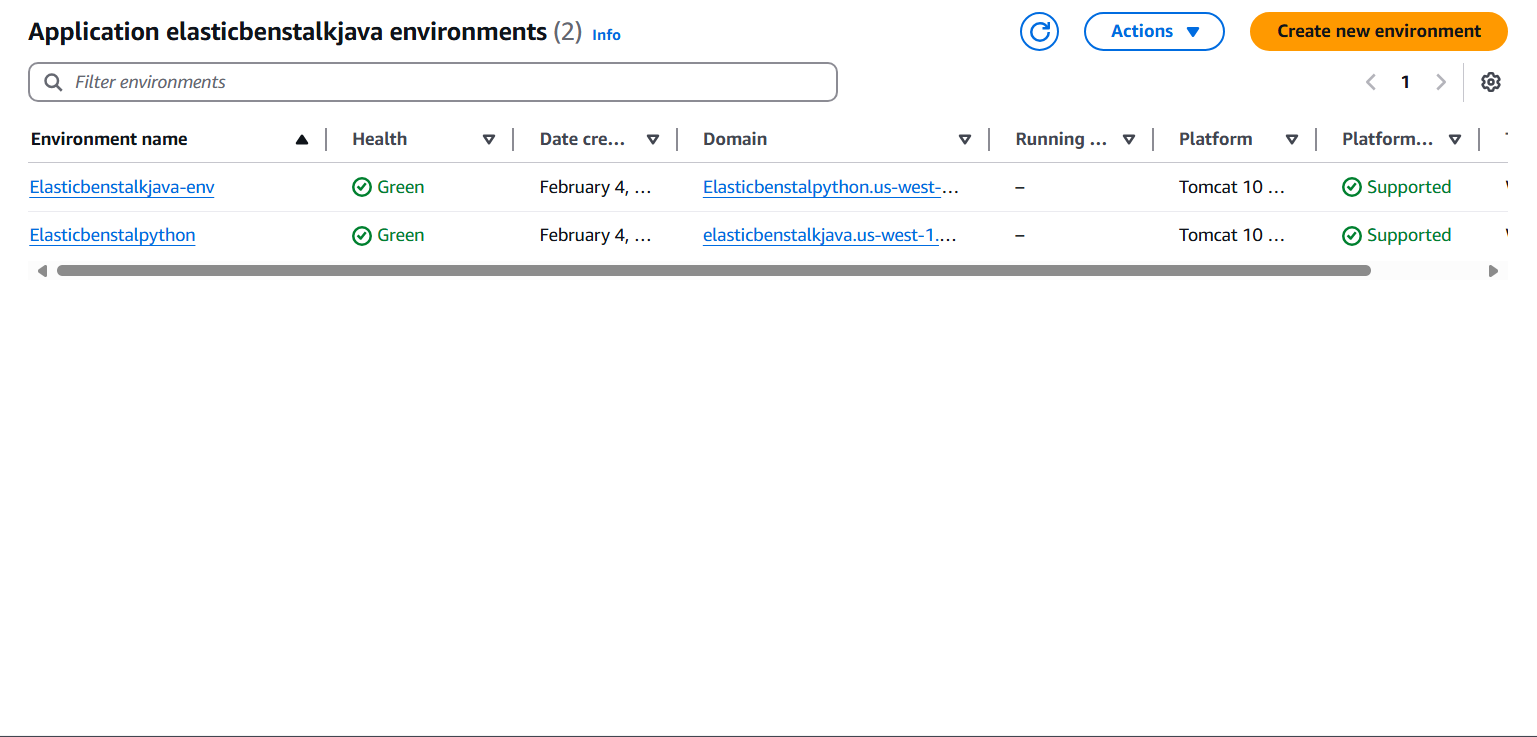 Application elasticbenstalkjava environments (2) Info
Actions
Create new environment
Filter environments
1
Environment name Health Date cre... Domain Running ... Platform Platform...
Elasticbenstalkjava-env Green February 4, ... Elasticbenstalpython.us-west-... – Tomcat 10 ... Supported
Elasticbenstalpython Green February 4, ... elasticbenstalkjava.us-west-1.... – Tomcat 10 ... Supported